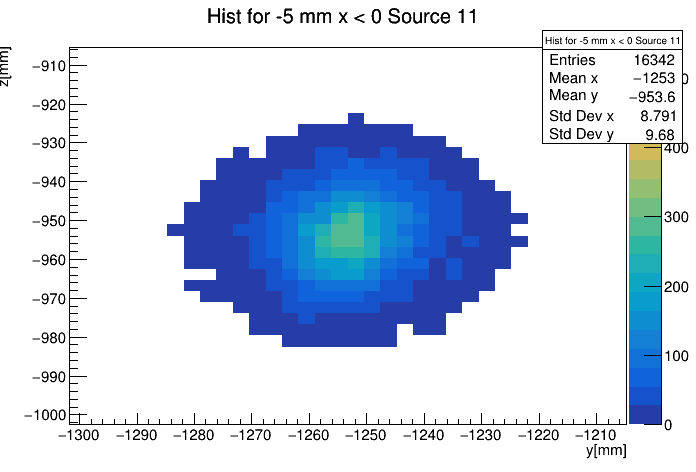 Hist for -5 mm x < 0 Source 11
z[mm]
Hist for -5 mm x < 0 Source 11
Entries 16342
Mean x −1253
Mean y −953.6
Std Dev x 8.791
Std Dev y 9.68
−910
−920
−930
−940
−950
−960
−970
−980
−990
−1000
−1300 −1290 −1280 −1270 −1260 −1250 −1240 −1230 −1220 −1210
y[mm]
400
300
200
100
0